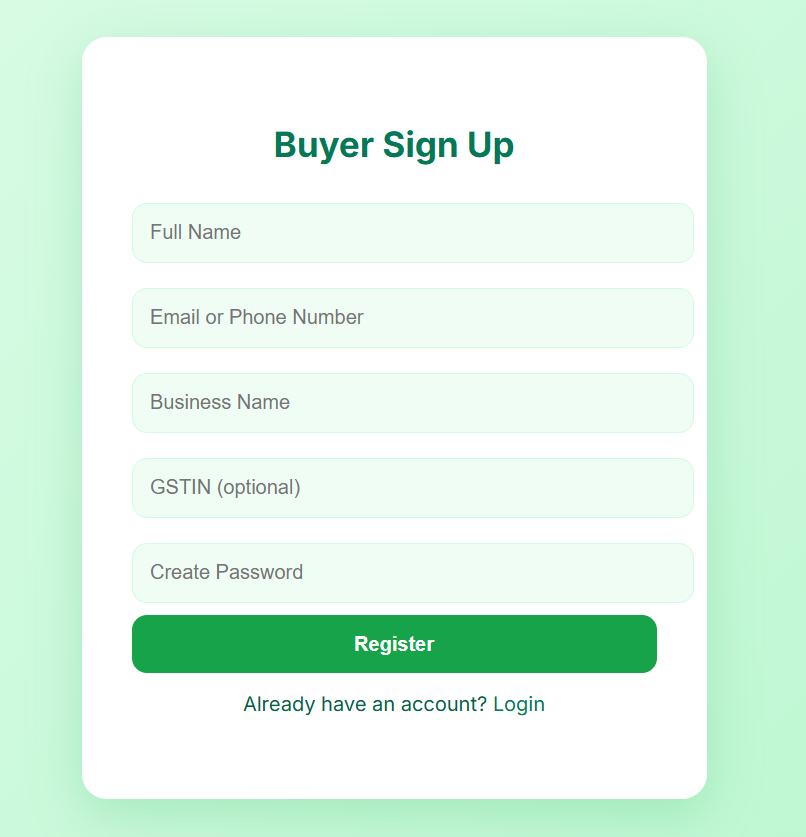 Buyer Sign Up
Full Name
Email or Phone Number
Business Name
GSTIN (optional)
Create Password
Register
Already have an account? Login